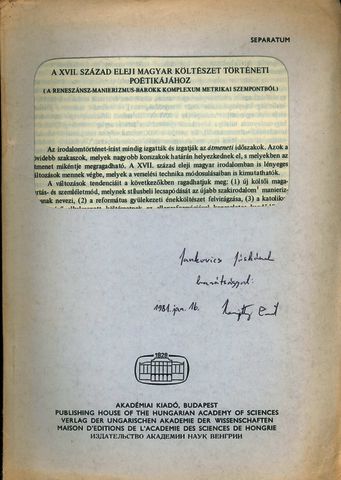 SEPARATUM
A XVII. SZÁZAD ELEJI MAGYAR KÖLTÉSZET TÖRTÉNETI
POÉTIKÁJÁHOZ
(A RENESZÁNSZ-MANIERIZMUS-BAROKK KOMPLEXUM METRIKAI SZEMPONTBÓL)
Az irodalomtörténet-írást mindig izgatták és izgatják az átmeneti időszakok. Azok a
rövidebb szakaszok, melyek nagyobb korszakok határán helyezkednek el, s melyekben az
átmenet mikéntje megragadható. A XVII. század eleji magyar irodalomban is lényeges
változások mennek végbe, melyek a verselési technika módosulásaiban is kimutathatók.
A változások tendenciáit a következőkben ragadhatjuk meg: (1) új költői maga-
tartás- és szemléletmód, melynek stílusbeli lecsapódását az újabb szakirodalom manieriz-
nevezi, (2) a református gyülekezeti énekköltészet felvirágzása, (3) a katoliku
Jankovics Jóskának
barátsággal:
1981. jan. 16.
1828
AKADÉMIAI KIADÓ, BUDAPEST
PUBLISHING HOUSE OF THE HUNGARIAN ACADEMY OF SCIENCES
VERLAG DER UNGARISCHEN AKADEMIE DER WISSENSCHAFTEN
MAISON D'EDITIONS DE L'ACADEMIE DES SCIENCES DE HONGRIE
ИЗДАТЕЛЬСТВО АКАДЕМИИ НАУК ВЕНГРИИ